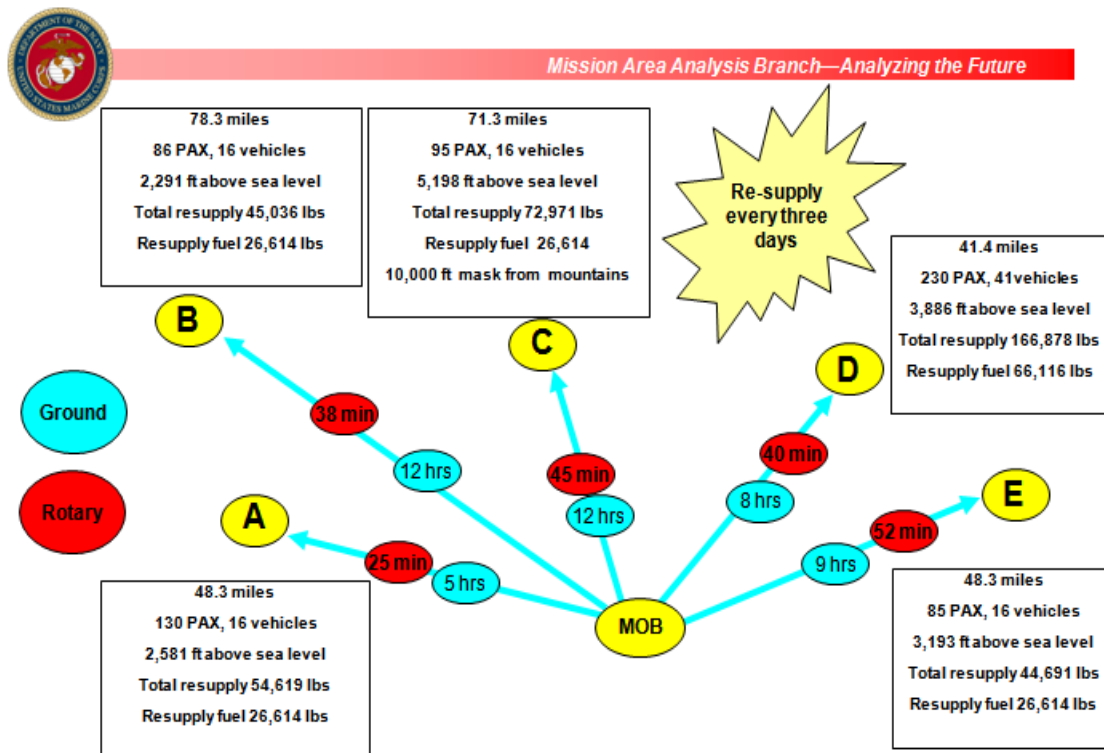 DEPARTMENT OF THE NAVY
UNITED STATES MARINE CORPS
Mission Area Analysis Branch—Analyzing the Future
78.3 miles
86 PAX, 16 vehicles
2,291 ft above sea level
Total resupply 45,036 lbs
Resupply fuel 26,614 lbs
71.3 miles
95 PAX, 16 vehicles
5,198 ft above sea level
Total resupply 72,971 lbs
Resupply fuel 26,614
10,000 ft mask from mountains
Re-supply
every three
days
41.4 miles
230 PAX, 41vehicles
3,886 ft above sea level
Total resupply 166,878 lbs
Resupply fuel 66,116 lbs
B
C
D
Ground
38 min
12 hrs
45 min
12 hrs
40 min
8 hrs
Rotary
A
E
25 min
5 hrs
52 min
9 hrs
MOB
48.3 miles
130 PAX, 16 vehicles
2,581 ft above sea level
Total resupply 54,619 lbs
Resupply fuel 26,614 lbs
48.3 miles
85 PAX, 16 vehicles
3,193 ft above sea level
Total resupply 44,691 lbs
Resupply fuel 26,614 lbs